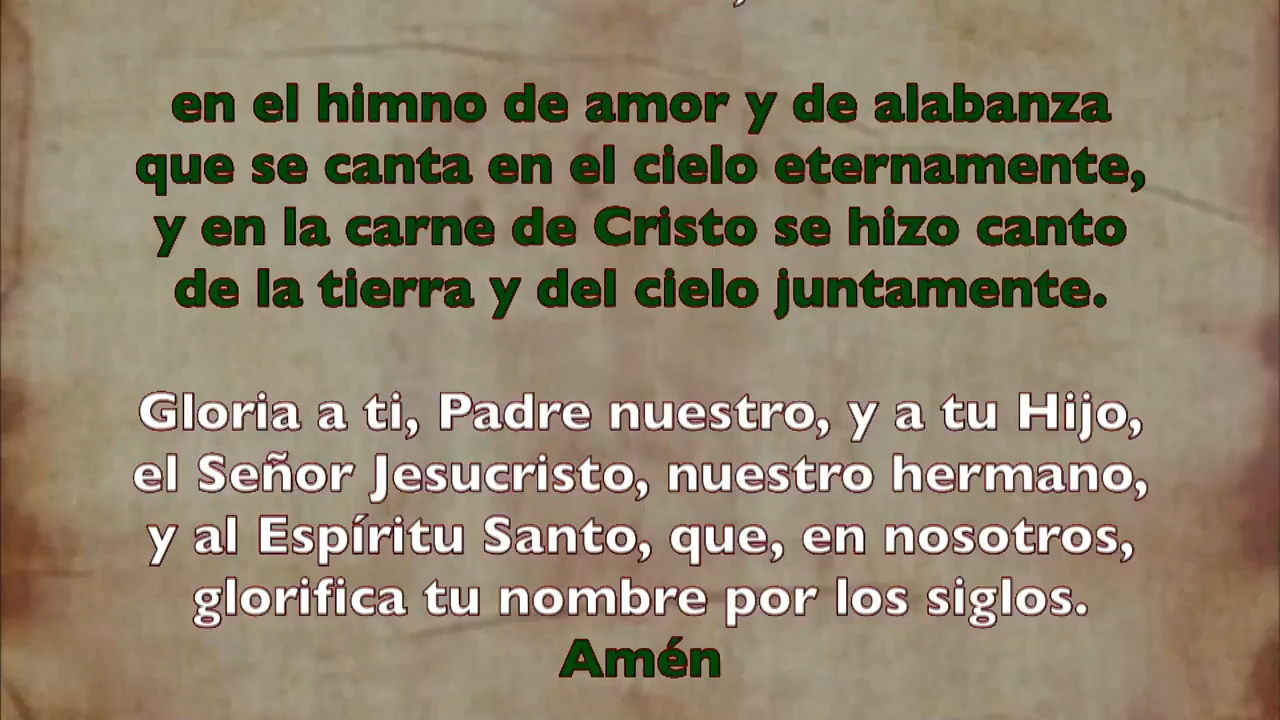 en el himno de amor y de alabanza
que se canta en el cielo eternamente,
y en la carne de Cristo se hizo canto
de la tierra y del cielo juntamente.
Gloria a ti, Padre nuestro, y a tu Hijo,
el Señor Jesucristo, nuestro hermano,
y al Espíritu Santo, que, en nosotros,
glorifica tu nombre por los siglos.
Amén